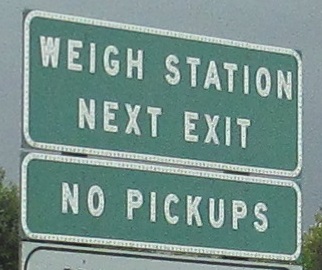 WEIGH STATION
NEXT EXIT
NO PICKUPS